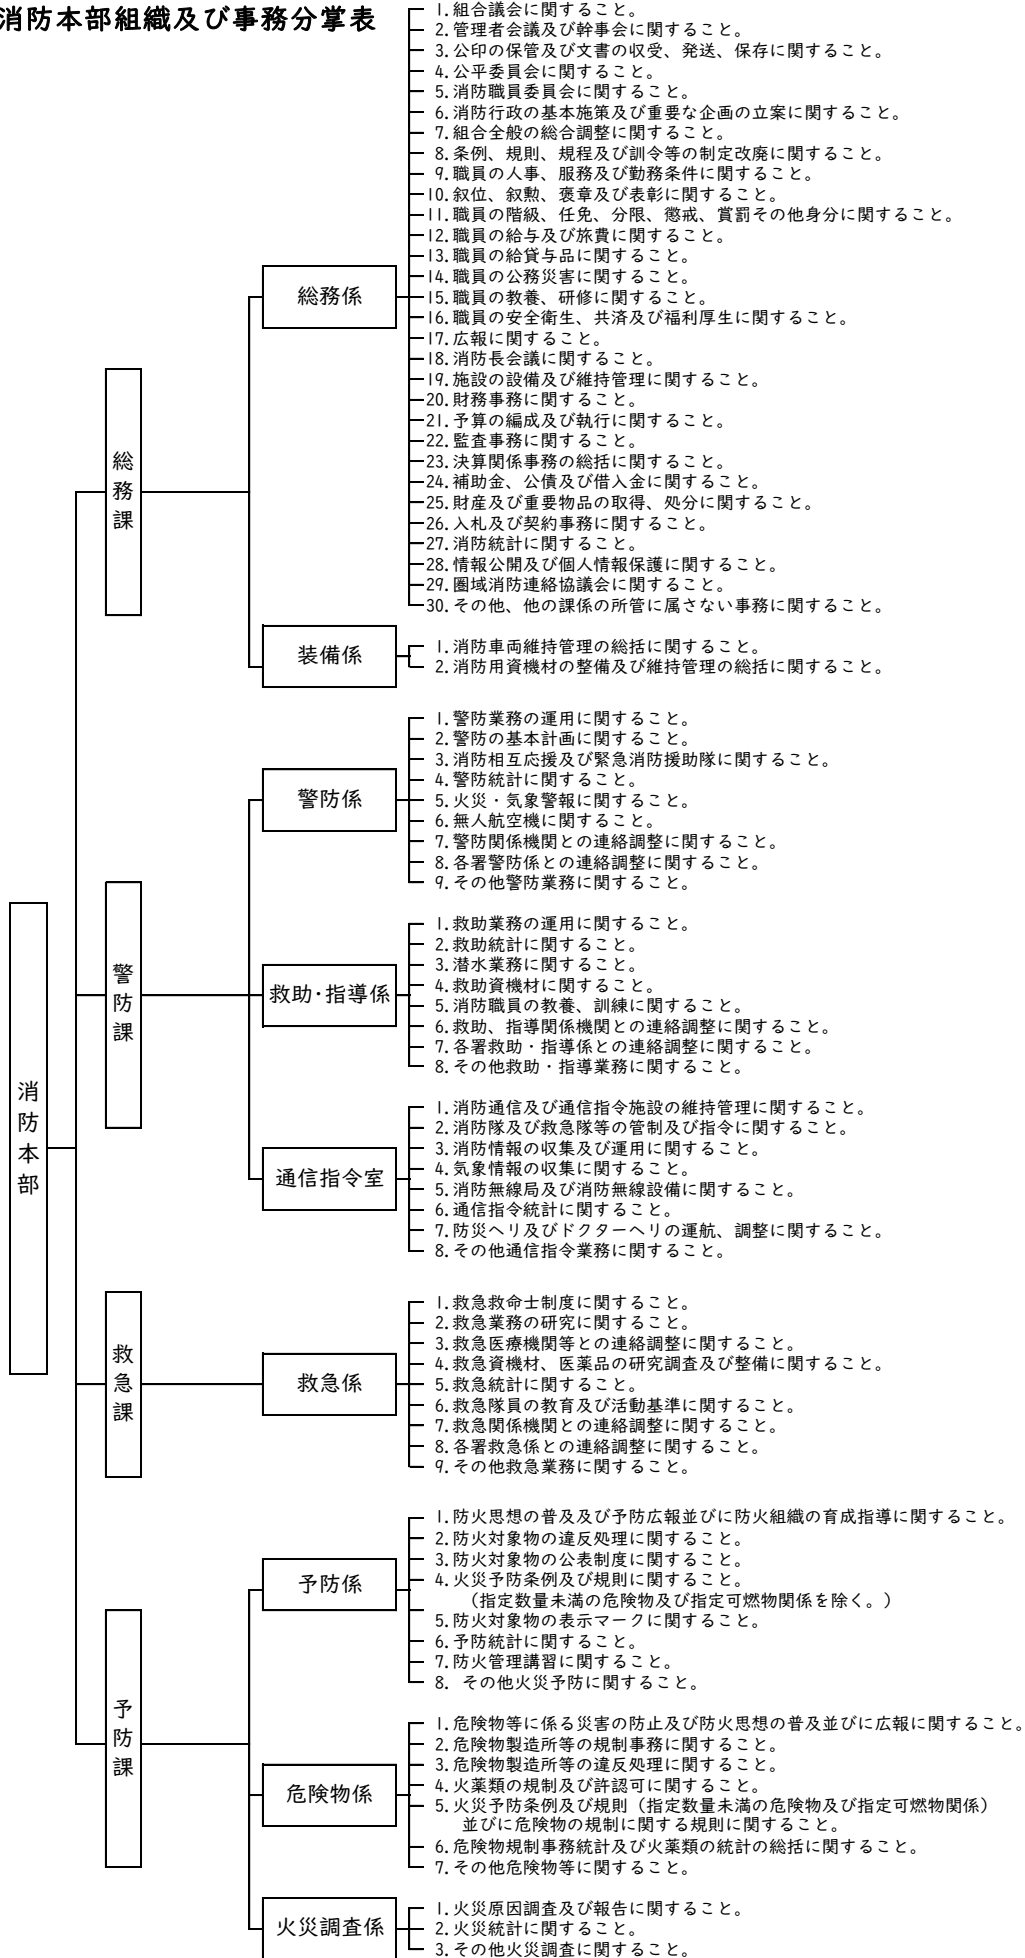 消防本部組織及び事務分掌表
消防本部
総務課
総務係
1.組合議会に関すること。
2.管理者会議及び幹事会に関すること。
3.公印の保管及び文書の収受、発送、保存に関すること。
4.公平委員会に関すること。
5.消防職員委員会に関すること。
6.消防行政の基本施策及び重要な企画の立案に関すること。
7.組合全般の総合調整に関すること。
8.条例、規則、規程及び訓令等の制定改廃に関すること。
9.職員の人事、服務及び勤務条件に関すること。
10.叙位、叙勲、褒章及び表彰に関すること。
11.職員の階級、任免、分限、懲戒、賞罰その他身分に関すること。
12.職員の給与及び旅費に関すること。
13.職員の給貸与品に関すること。
14.職員の公務災害に関すること。
15.職員の教養、研修に関すること。
16.職員の安全衛生、共済及び福利厚生に関すること。
17.広報に関すること。
18.消防長会議に関すること。
19.施設の設備及び維持管理に関すること。
20.財務事務に関すること。
21.予算の編成及び執行に関すること。
22.監査事務に関すること。
23.決算関係事務の総括に関すること。
24.補助金、公債及び借入金に関すること。
25.財産及び重要物品の取得、処分に関すること。
26.入札及び契約事務に関すること。
27.消防統計に関すること。
28.情報公開及び個人情報保護に関すること。
29.圏域消防連絡協議会に関すること。
30.その他、他の課係の所管に属さない事務に関すること。
装備係
1.消防車両維持管理の総括に関すること。
2.消防用資機材の整備及び維持管理の総括に関すること。
警防課
警防係
1.警防業務の運用に関すること。
2.警防の基本計画に関すること。
3.消防相互応援及び緊急消防援助隊に関すること。
4.警防統計に関すること。
5.火災・気象警報に関すること。
6.無人航空機に関すること。
7.警防関係機関との連絡調整に関すること。
8.各署警防係との連絡調整に関すること。
9.その他警防業務に関すること。
救助・指導係
1.救助業務の運用に関すること。
2.救助統計に関すること。
3.潜水業務に関すること。
4.救助資機材に関すること。
5.消防職員の教養、訓練に関すること。
6.救助、指導関係機関との連絡調整に関すること。
7.各署救助・指導係との連絡調整に関すること。
8.その他救助・指導業務に関すること。
通信指令室
1.消防通信及び通信指令施設の維持管理に関すること。
2.消防隊及び救急隊等の管制及び指令に関すること。
3.消防情報の収集及び運用に関すること。
4.気象情報の収集に関すること。
5.消防無線局及び消防無線設備に関すること。
6.通信指令統計に関すること。
7.防災ヘリ及びドクターヘリの運航、調整に関すること。
8.その他通信指令業務に関すること。
救急課
救急係
1.救急救命士制度に関すること。
2.救急業務の研究に関すること。
3.救急医療機関等との連絡調整に関すること。
4.救急資機材、医薬品の研究調査及び整備に関すること。
5.救急統計に関すること。
6.救急隊員の教育及び活動基準に関すること。
7.救急関係機関との連絡調整に関すること。
8.各署救急係との連絡調整に関すること。
9.その他救急業務に関すること。
予防課
予防係
1.防火思想の普及及び予防広報並びに防火組織の育成指導に関すること。
2.防火対象物の違反処理に関すること。
3.防火対象物の公表制度に関すること。
4.火災予防条例及び規則に関すること。
（指定数量未満の危険物及び指定可燃物関係を除く。）
5.防火対象物の表示マークに関すること。
6.予防統計に関すること。
7.防火管理講習に関すること。
8. その他火災予防に関すること。
危険物係
1.危険物等に係る災害の防止及び防火思想の普及並びに広報に関すること。
2.危険物製造所等の規制事務に関すること。
3.危険物製造所等の違反処理に関すること。
4.火薬類の規制及び許認可に関すること。
5.火災予防条例及び規則（指定数量未満の危険物及び指定可燃物関係）
並びに危険物の規制に関する規則に関すること。
6.危険物規制事務統計及び火薬類の統計の総括に関すること。
7.その他危険物等に関すること。
火災調査係
1.火災原因調査及び報告に関すること。
2.火災統計に関すること。
3.その他火災調査に関すること。